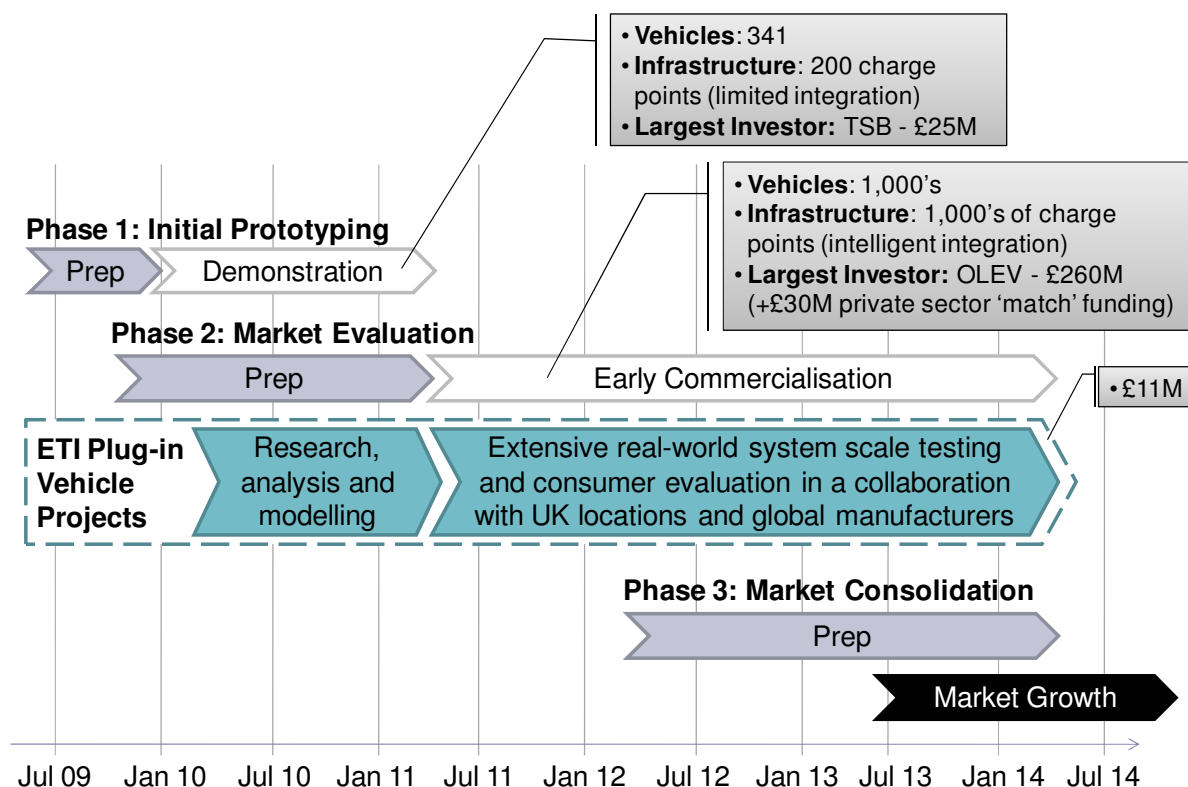 • Vehicles: 341
• Infrastructure: 200 charge
points (limited integration)
• Largest Investor: TSB - £25M
• Vehicles: 1,000’s
• Infrastructure: 1,000’s of charge
points (intelligent integration)
• Largest Investor: OLEV - £260M
(+£30M private sector ‘match’ funding)
Phase 1: Initial Prototyping
Prep
Demonstration
Phase 2: Market Evaluation
Prep
Early Commercialisation
• £11M
ETI Plug-in
Vehicle
Projects
Research,
analysis and
modelling
Extensive real-world system scale testing
and consumer evaluation in a collaboration
with UK locations and global manufacturers
Phase 3: Market Consolidation
Prep
Market Growth
Jul 09 Jan 10 Jul 10 Jan 11 Jul 11 Jan 12 Jul 12 Jan 13 Jul 13 Jan 14 Jul 14